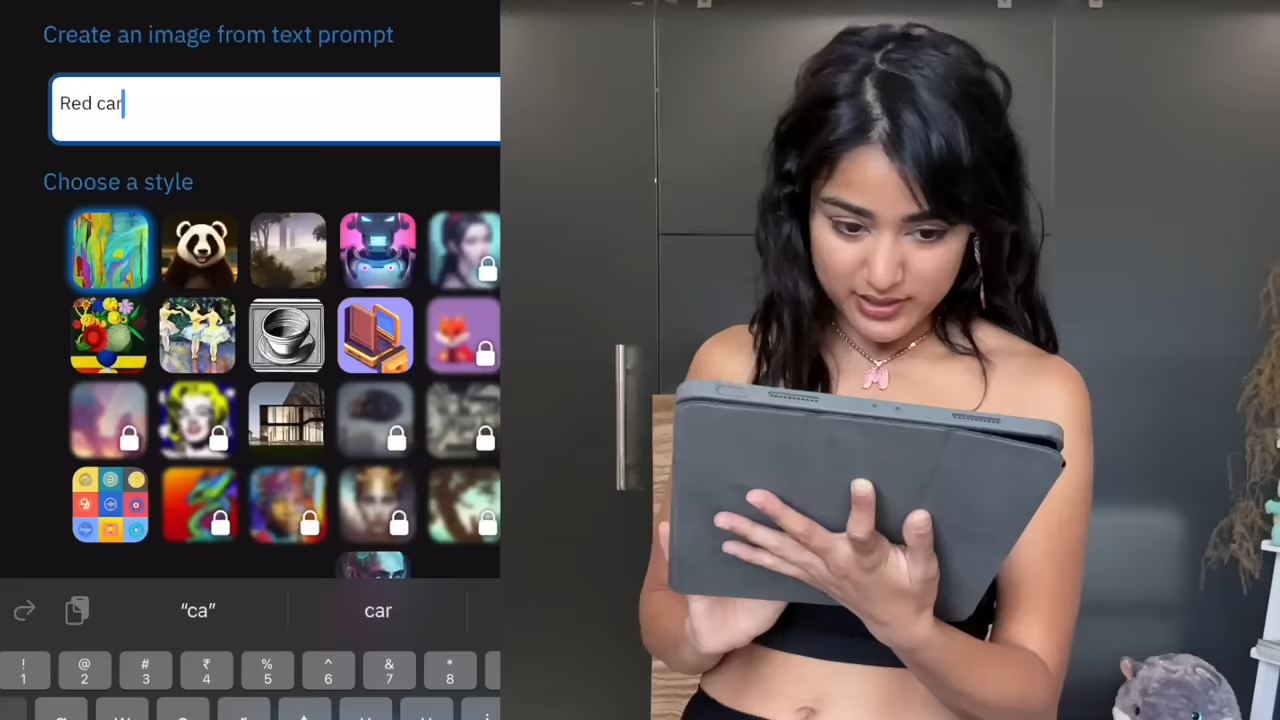 Create an image from text prompt
Red car
Choose a style
“ca” car
! @ # ₹ % ^ & *
1 2 3 4 5 6 7 8